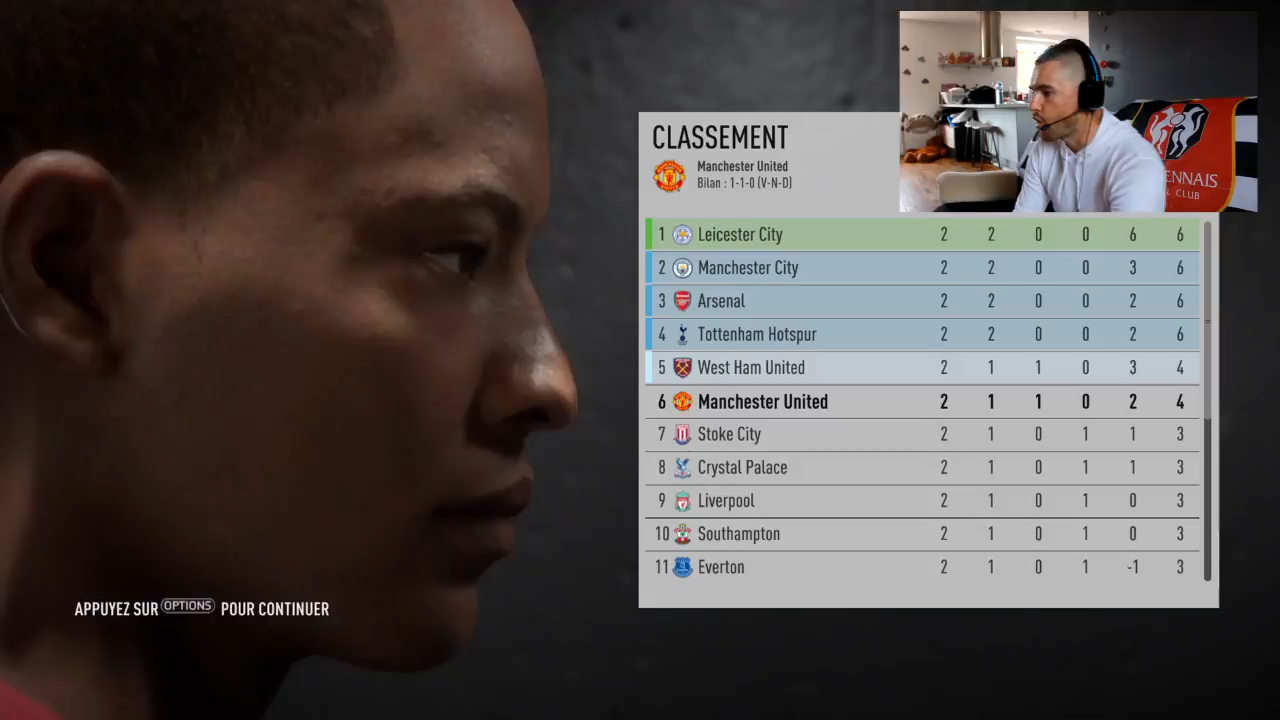 CLASSEMENT
Manchester United
Bilan : 1-1-0 (V-N-D)
ENNAIS
L CLUB
1 Leicester City 2 2 0 0 6 6
2 Manchester City 2 2 0 0 3 6
3 Arsenal 2 2 0 0 2 6
4 Tottenham Hotspur 2 2 0 0 2 6
5 West Ham United 2 1 1 0 3 4
6 Manchester United 2 1 1 0 2 4
7 Stoke City 2 1 0 1 1 3
8 Crystal Palace 2 1 0 1 1 3
9 Liverpool 2 1 0 1 0 3
10 Southampton 2 1 0 1 0 3
11 Everton 2 1 0 1 -1 3
APPUYEZ SUR OPTIONS POUR CONTINUER